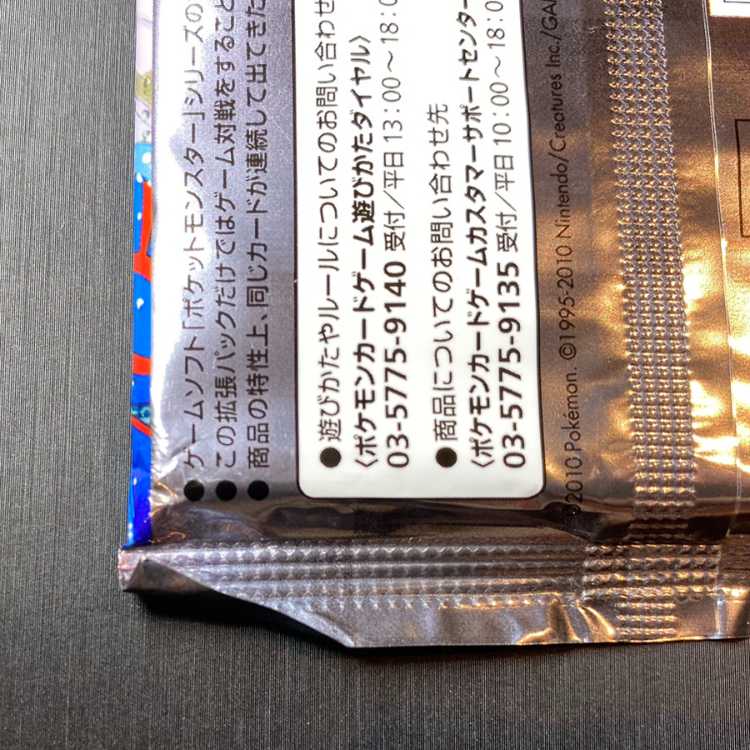 ●ゲームソフト「ポケットモンスター」シリーズの
●この拡張パックだけではゲーム対戦をすること
●商品の特性上、同じカードが連続して出てきた
●遊びかたやルールについてのお問い合わせ
〈ポケモンカードゲーム遊びかたダイヤル〉
03-5775-9140 受付/平日13:00〜18:0
●商品についてのお問い合わせ先
〈ポケモンカードゲームカスタマーサポートセンター
03-5775-9135 受付/平日10:00〜18:
©2010 Pokémon. ©1995-2010 Nintendo/Creatures Inc./GA